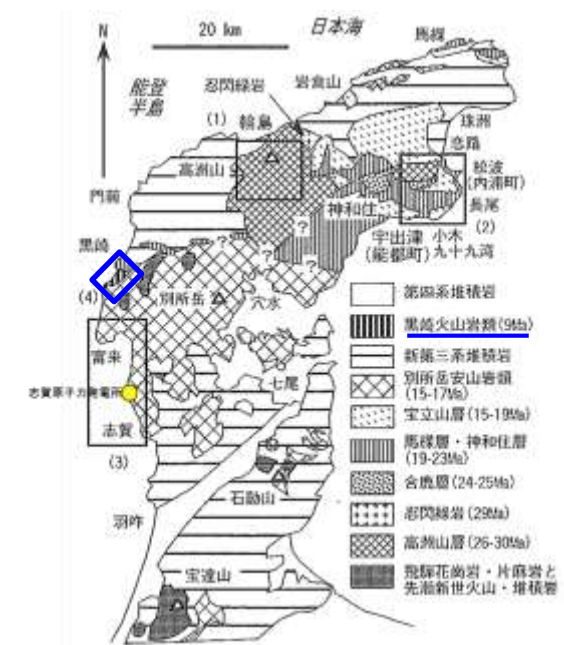 N
20 km
日本海
馬緤
能登
半島
忍閃緑岩
岩倉山
(1) 輪島
珠洲
恋路
高洲山
松波
(内浦町)
門前
神和住
長尾
(2)
宇出津 小木
(能都町) 九十九湾
黒崎
(4)
別所岳
穴水
富来
七尾
志賀原子力発電所
志賀
(3)
石動山
羽咋
宝達山
?
?
?
?
?
第四系堆積岩
黒崎火山岩類(9Ma)
新第三系堆積岩
別所岳安山岩類
(15-17Ma)
宝立山層(15-19Ma)
馬緤層・神和住層
(19-23Ma)
合鹿層(24-25Ma)
忍閃緑岩(29Ma)
高洲山層(26-30Ma)
飛騨花崗岩・片麻岩と
先漸新世火山・堆積岩